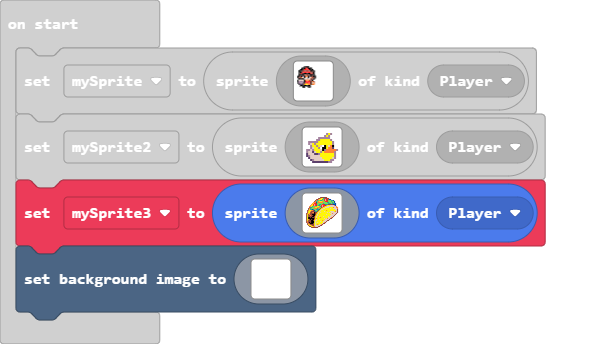 on start
set mySprite to sprite of kind Player
set mySprite2 to sprite of kind Player
set mySprite3 to sprite of kind Player
set background image to